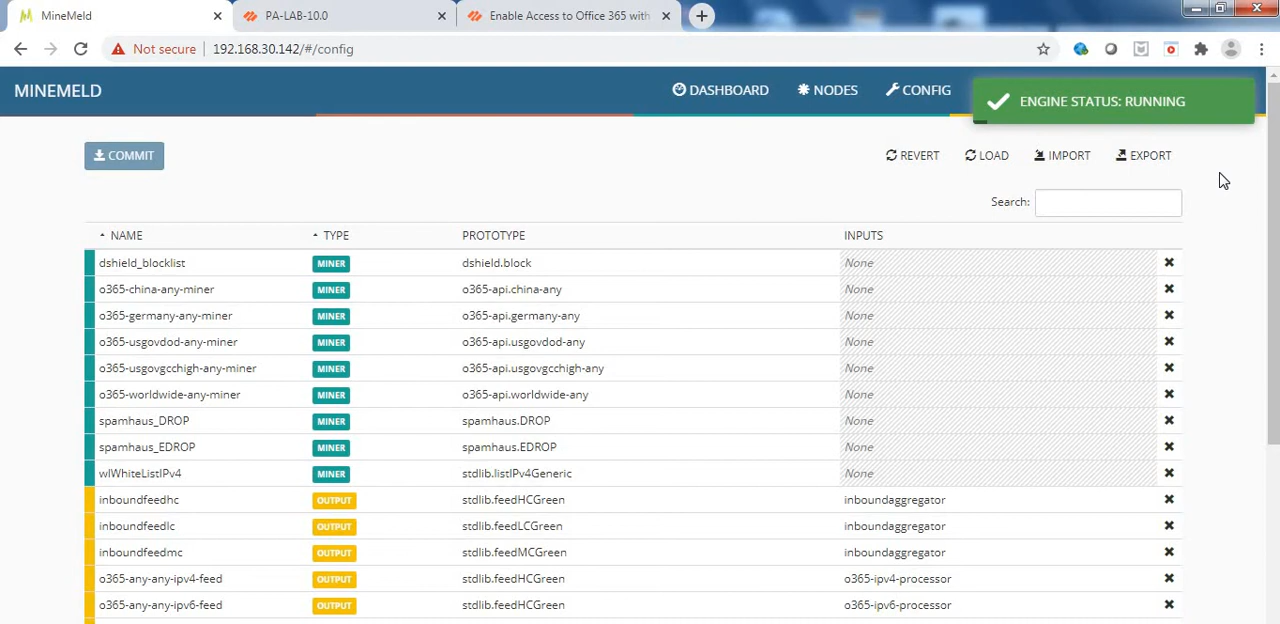 MineMeld
PA-LAB-10.0
Enable Access to Office 365 with
Not secure 192.168.30.142/#/config
MINEMELD DASHBOARD NODES CONFIG
ENGINE STATUS: RUNNING
COMMIT REVERT LOAD IMPORT EXPORT
Search:
NAME TYPE PROTOTYPE INPUTS
dshield_blocklist MINER dshield.block None
o365-china-any-miner MINER o365-api.china-any None
o365-germany-any-miner MINER o365-api.germany-any None
o365-usgovdod-any-miner MINER o365-api.usgovdod-any None
o365-usgovgcchigh-any-miner MINER o365-api.usgovgcchigh-any None
o365-worldwide-any-miner MINER o365-api.worldwide-any None
spamhaus_DROP MINER spamhaus.DROP None
spamhaus_EDROP MINER spamhaus.EDROP None
wlWhiteListIPv4 MINER stdlib.listIPv4Generic None
inboundfeedhc OUTPUT stdlib.feedHCGreen inboundaggregator
inboundfeedlc OUTPUT stdlib.feedLCGreen inboundaggregator
inboundfeedmc OUTPUT stdlib.feedMCGreen inboundaggregator
o365-any-any-ipv4-feed OUTPUT stdlib.feedHCGreen o365-ipv4-processor
o365-any-any-ipv6-feed OUTPUT stdlib.feedHCGreen o365-ipv6-processor